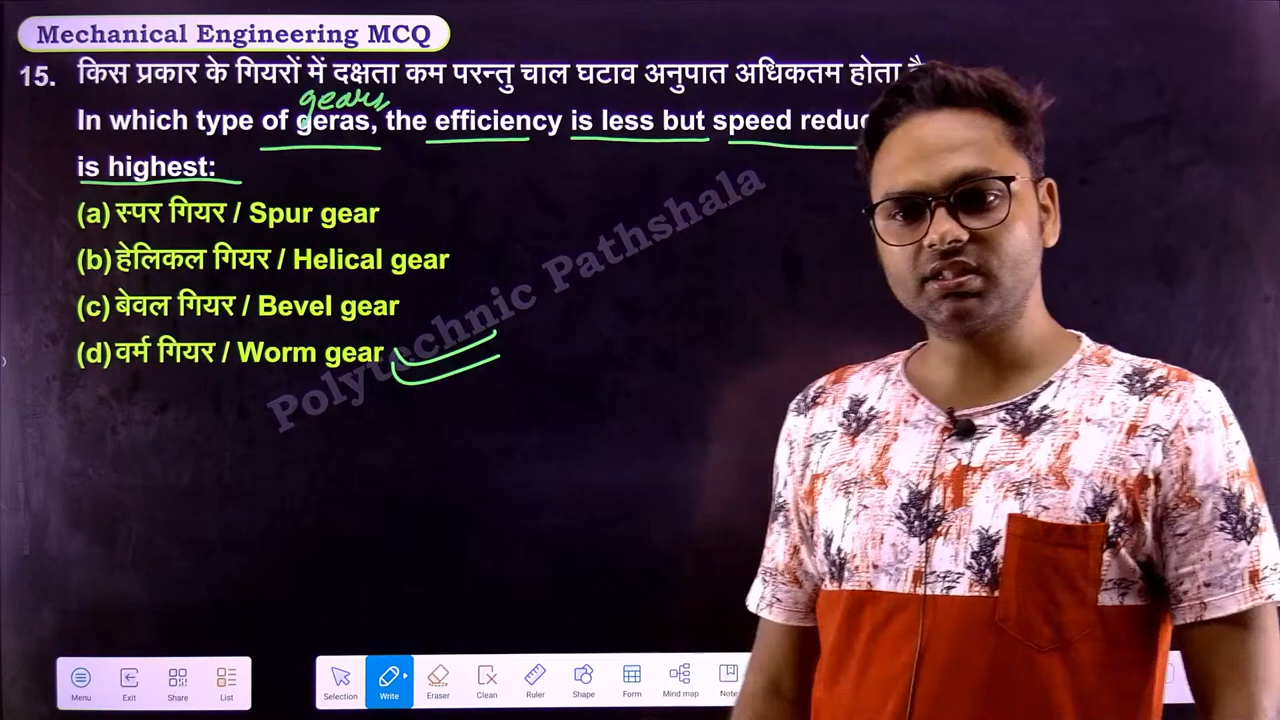 Mechanical Engineering MCQ
15. किस प्रकार के गियरों में दक्षता कम परन्तु चाल घटाव अनुपात अधिकतम होता
gears
In which type of geras, the efficiency is less but speed
is highest:
(a) स्पर गियर / Spur gear
(b) हेलिकल गियर / Helical gear
(c) बेवल गियर / Bevel gear
(d) वर्म गियर / Worm gear
Polytechnic Pathshala
Menu Exit Share List Selection Write Eraser Clean Ruler Shape Form Mind map